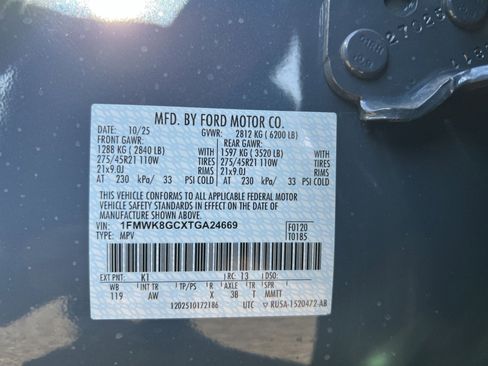 MFD. BY FORD MOTOR CO.
DATE: 10/25 GVWR: 2812 KG ( 6200 LB)
FRONT GAWR: REAR GAWR:
1288 KG ( 2840 LB) 1597 KG ( 3520 LB)
275/45R21 110W TIRES 275/45R21 110W TIRES
21x9.0J RIMS 21x9.0J RIMS
AT 230 kPa/ 33 PSI COLD AT 230 kPa/ 33 PSI COLD
THIS VEHICLE CONFORMS TO ALL APPLICABLE FEDERAL MOTOR
VEHICLE SAFETY STANDARDS IN EFFECT ON THE DATE OF
MANUFACTURE SHOWN ABOVE.
VIN: 1FMWK8GCXTGA24669 F0120
TYPE: MPV T0185
EXT PNT: K1 RC: 13 DSO:
WB INT TR TP/PS R AXLE TR SPR
119 AW X 38 T MMTT
1202510172186 UTC RU5A-1520472-AB
27025